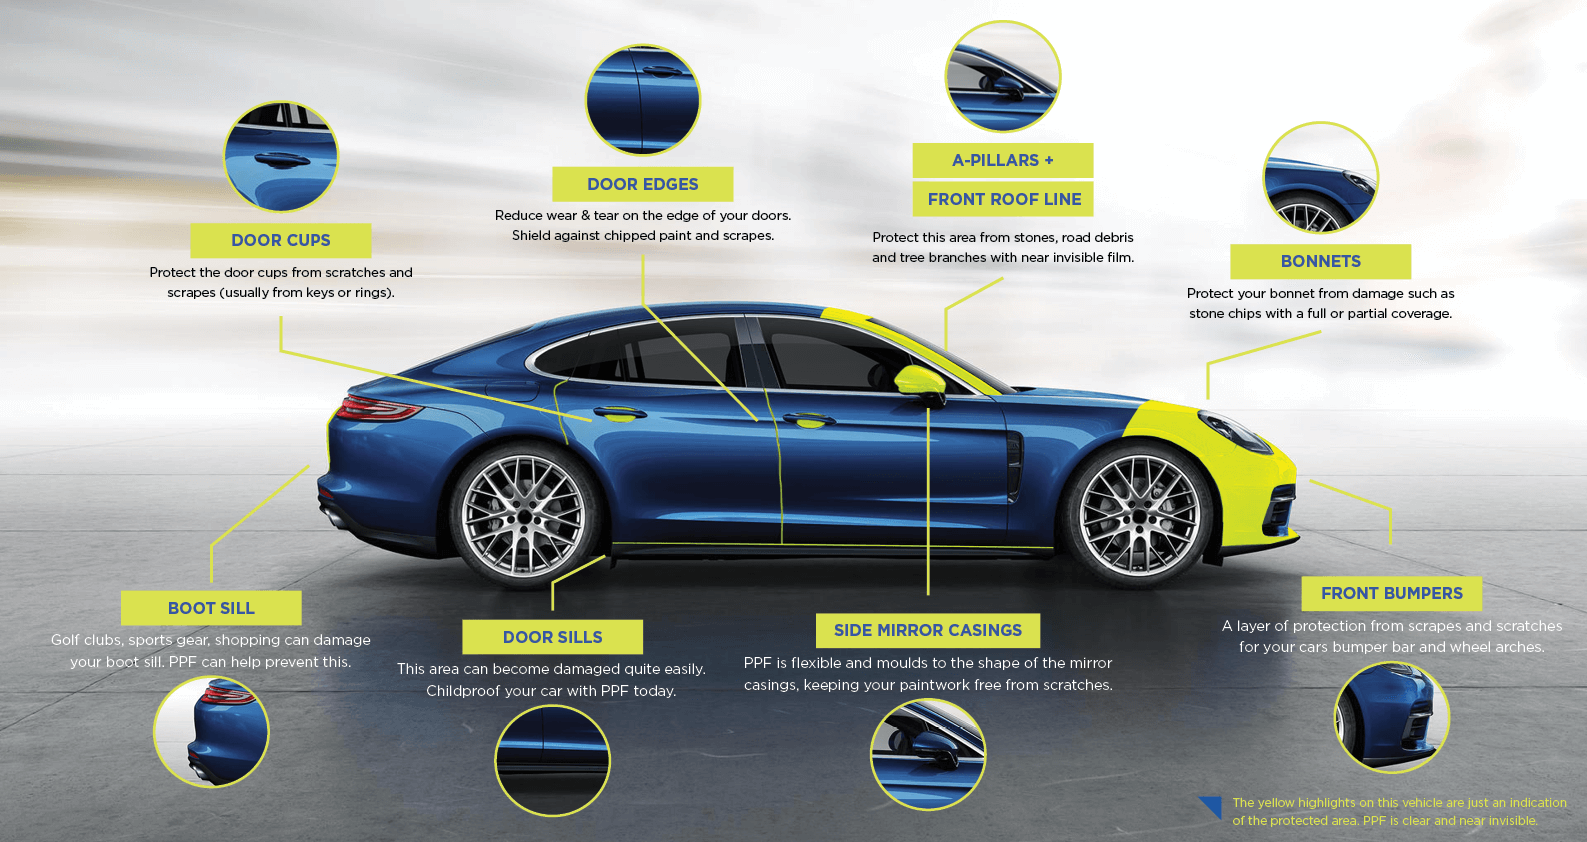 DOOR CUPS
Protect the door cups from scratches and
scrapes (usually from keys or rings).
DOOR EDGES
Reduce wear & tear on the edge of your doors.
Shield against chipped paint and scrapes.
A-PILLARS +
FRONT ROOF LINE
Protect this area from stones, road debris
and tree branches with near invisible film.
BONNETS
Protect your bonnet from damage such as
stone chips with a full or partial coverage.
BOOT SILL
Golf clubs, sports gear, shopping can damage
your boot sill. PPF can help prevent this.
DOOR SILLS
This area can become damaged quite easily.
Childproof your car with PPF today.
SIDE MIRROR CASINGS
PPF is flexible and moulds to the shape of the mirror
casings, keeping your paintwork free from scratches.
FRONT BUMPERS
A layer of protection from scrapes and scratches
for your cars bumper bar and wheel arches.
The yellow highlights on this vehicle are just an indication
of the protected area. PPF is clear and near invisible.